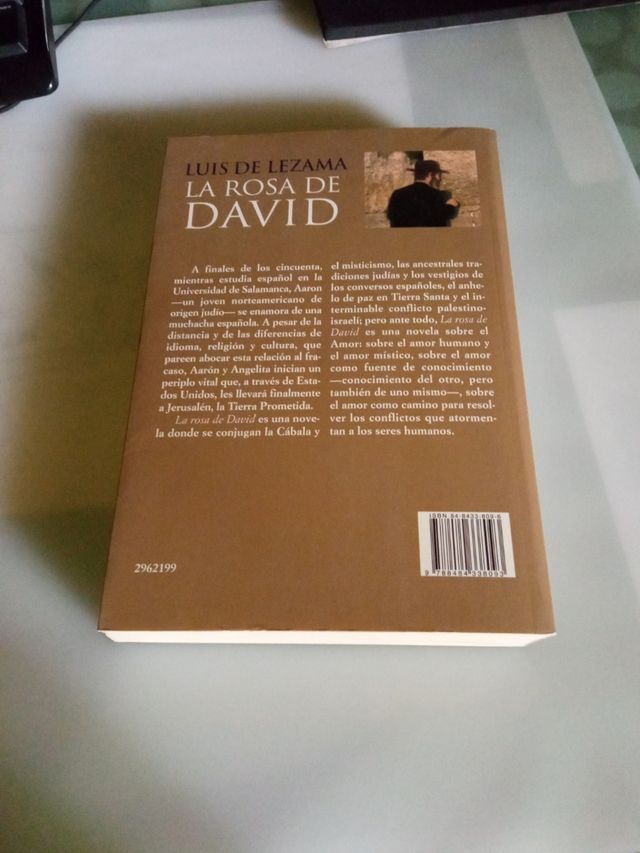 LUIS DE LEZAMA
LA ROSA DE
DAVID
A finales de los cincuenta,
mientras estudia español en la
Universidad de Salamanca, Aaron
—un joven norteamericano de
origen judío— se enamora de una
muchacha española. A pesar de la
distancia y de las diferencias de
idioma, religión y cultura, que
pareen abocar esta relación al fra-
caso, Aarón y Angelita inician un
periplo vital que, a través de Esta-
dos Unidos, les llevará finalmente
a Jerusalén, la Tierra Prometida.
La rosa de David es una nove-
la donde se conjugan la Cábala y
el misticismo, las ancestrales tra-
diciones judías y los vestigios de
los conversos españoles, el anhe-
lo de paz en Tierra Santa y el in-
terminable conflicto palestino-
israelí; pero ante todo, La rosa de
David es una novela sobre el
Amor: sobre el amor humano y
el amor místico, sobre el amor
como fuente de conocimiento
—conocimiento del otro, pero
también de uno mismo—, sobre
el amor como camino para resol-
ver los conflictos que atormen-
tan a los seres humanos.
ISBN 84-8433-809-6
9 788484 338093
2962199